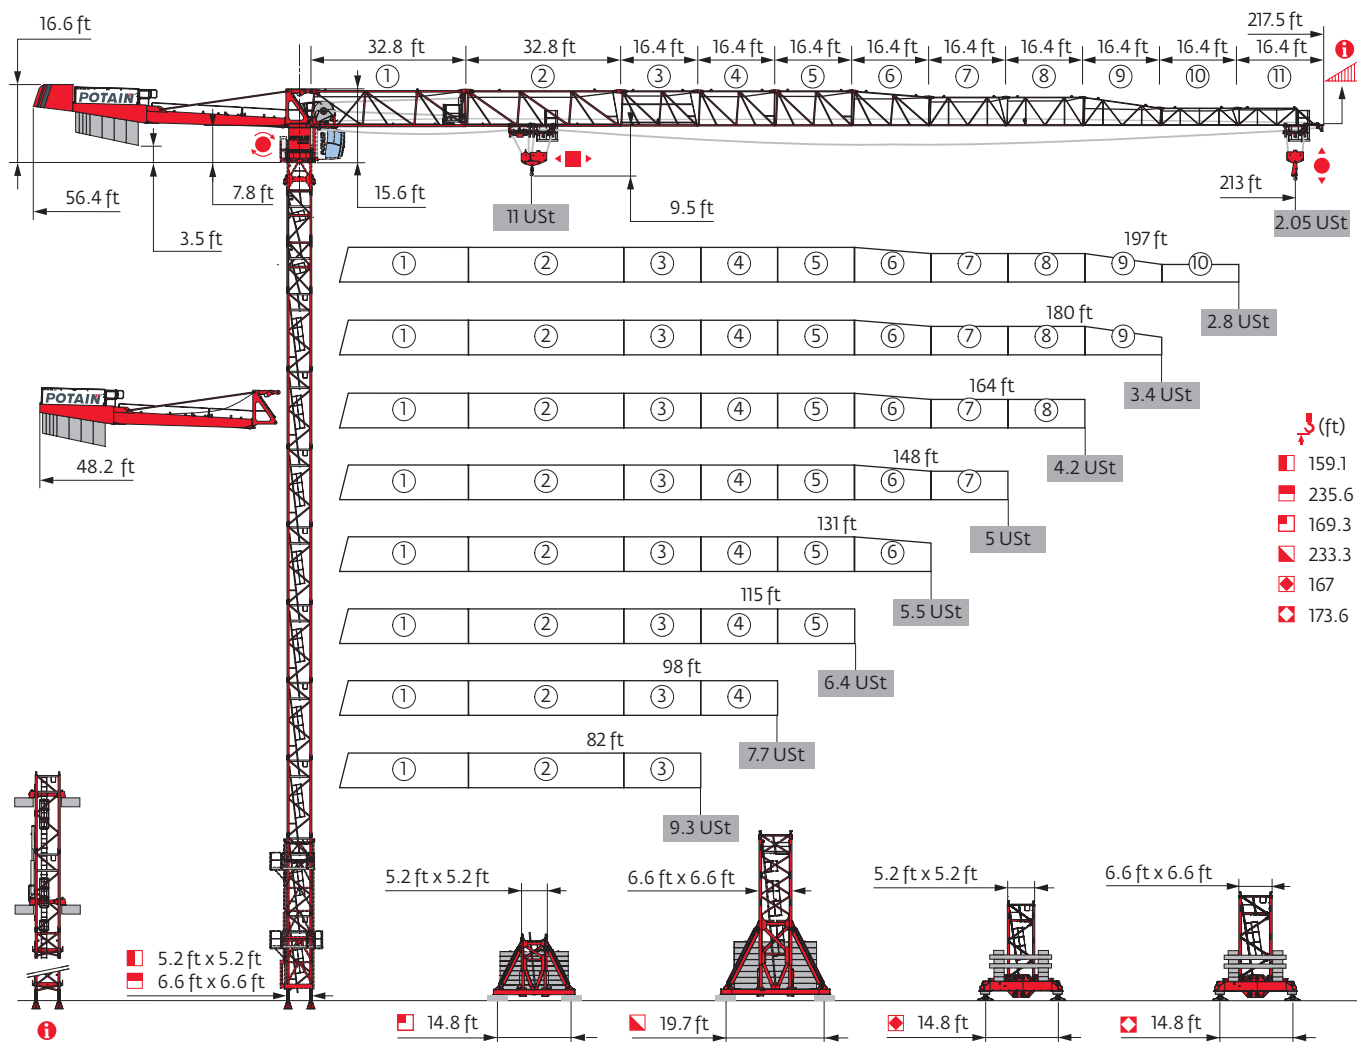 16.6 ft
217.5 ft
32.8 ft
32.8 ft
16.4 ft
16.4 ft
16.4 ft
16.4 ft
16.4 ft
16.4 ft
16.4 ft
16.4 ft
16.4 ft
i
1
2
3
4
5
6
7
8
9
10
11
POTAIN
56.4 ft
7.8 ft
15.6 ft
9.5 ft
213 ft
3.5 ft
11 USt
2.05 USt
197 ft
1
2
3
4
5
6
7
8
9
10
2.8 USt
180 ft
1
2
3
4
5
6
7
8
9
3.4 USt
164 ft
1
2
3
4
5
6
7
8
4.2 USt
POTAIN
48.2 ft
148 ft
1
2
3
4
5
6
7
5 USt
131 ft
1
2
3
4
5
6
5.5 USt
115 ft
1
2
3
4
5
6.4 USt
98 ft
1
2
3
4
7.7 USt
82 ft
1
2
3
9.3 USt
(ft)
159.1
235.6
169.3
233.3
167
173.6
5.2 ft x 5.2 ft
6.6 ft x 6.6 ft
5.2 ft x 5.2 ft
6.6 ft x 6.6 ft
5.2 ft x 5.2 ft
6.6 ft x 6.6 ft
i
14.8 ft
19.7 ft
14.8 ft
14.8 ft